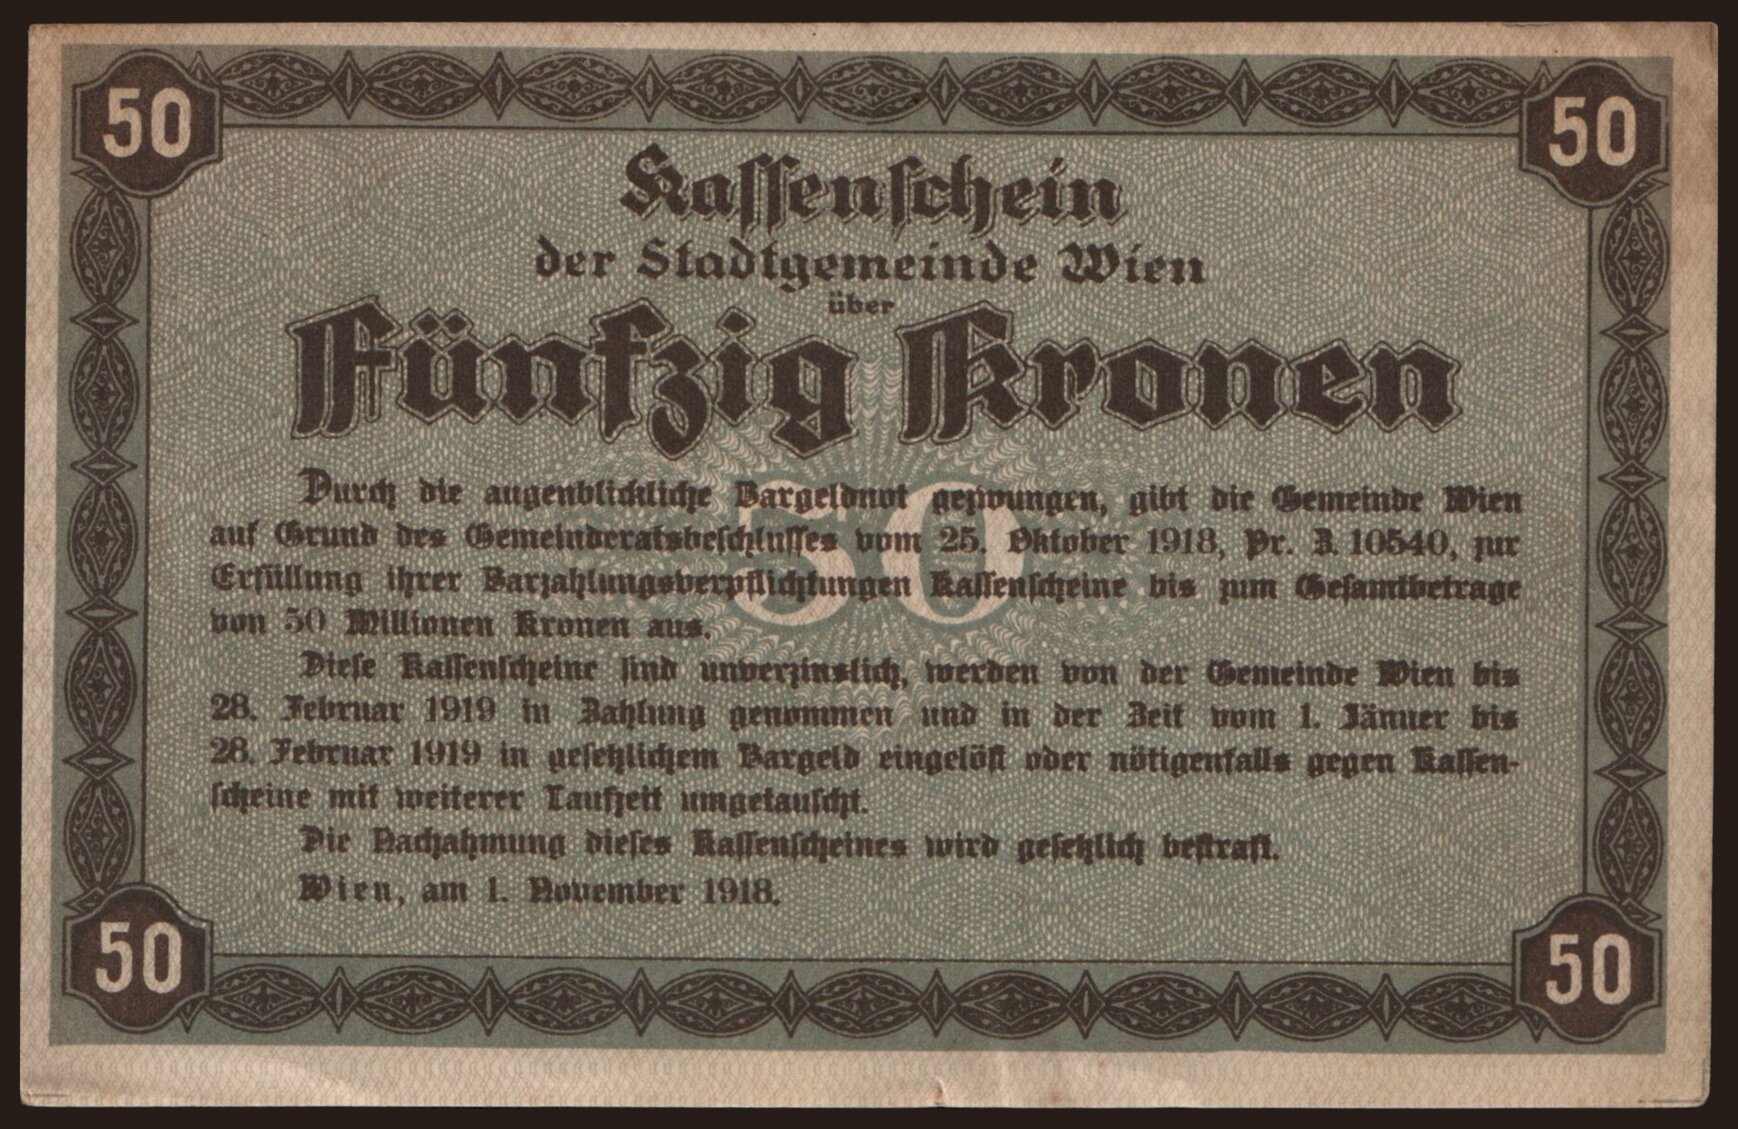 50 50
Kassenschein
der Stadtgemeinde Wien
über
Fünfzig Kronen
50
Durch die augenblickliche Bargeldnot gezwungen, gibt die Gemeinde Wien
auf Grund des Gemeinderatsbeschlusses vom 25. Oktober 1918, Pr. Z. 10540, zur
Erfüllung ihrer Barzahlungsverpflichtungen Kassenscheine bis zum Gesamtbetrage
von 50 Millionen Kronen aus.
Diese Kassenscheine sind unverzinslich, werden von der Gemeinde Wien bis
28. Februar 1919 in Zahlung genommen und in der Zeit vom 1. Jänner bis
28. Februar 1919 in gesetzlichem Bargeld eingelöst oder nötigenfalls gegen Kassen-
scheine mit weiterer Laufzeit umgetauscht.
Die Nachahmung dieses Kassenscheines wird gesetzlich bestraft.
Wien, am 1. November 1918.
50 50